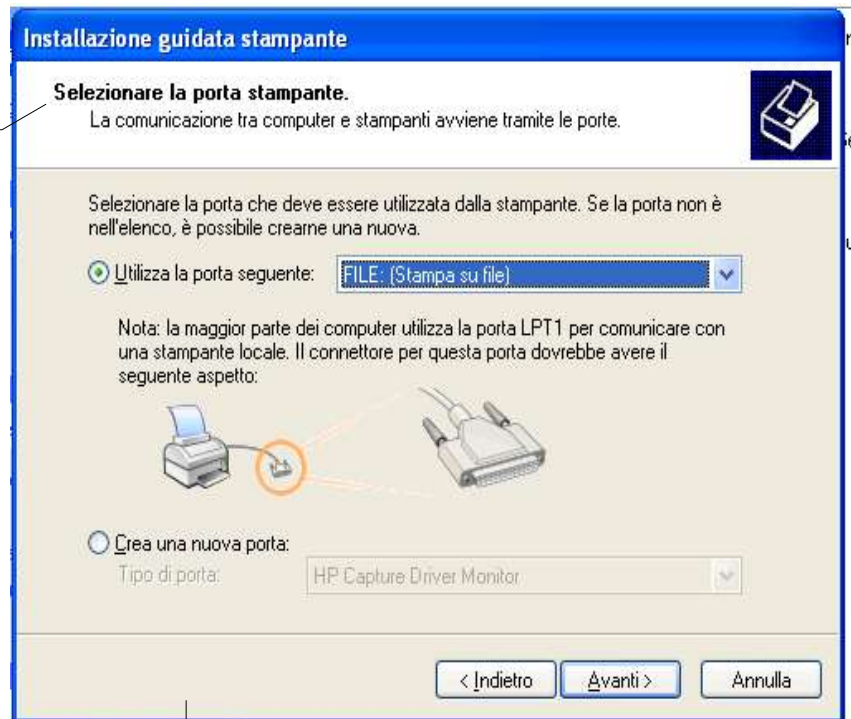 Installazione guidata stampante
Selezionare la porta stampante.
La comunicazione tra computer e stampanti avviene tramite le porte.
Selezionare la porta che deve essere utilizzata dalla stampante. Se la porta non è
nell'elenco, è possibile crearne una nuova.
Utilizza la porta seguente: FILE: (Stampa su file)
Nota: la maggior parte dei computer utilizza la porta LPT1 per comunicare con
una stampante locale. Il connettore per questa porta dovrebbe avere il
seguente aspetto:
Crea una nuova porta:
Tipo di porta: HP Capture Driver Monitor
< Indietro Avanti > Annulla